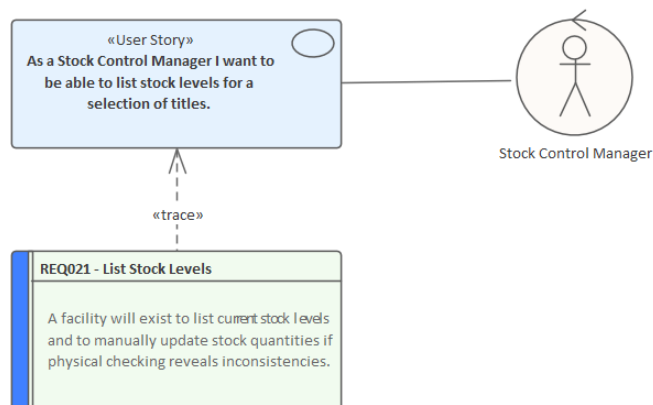 «User Story»
As a Stock Control Manager I want to
be able to list stock levels for a
selection of titles.
Stock Control Manager
«trace»
REQ021 - List Stock Levels
A facility will exist to list current stock levels
and to manually update stock quantities if
physical checking reveals inconsistencies.